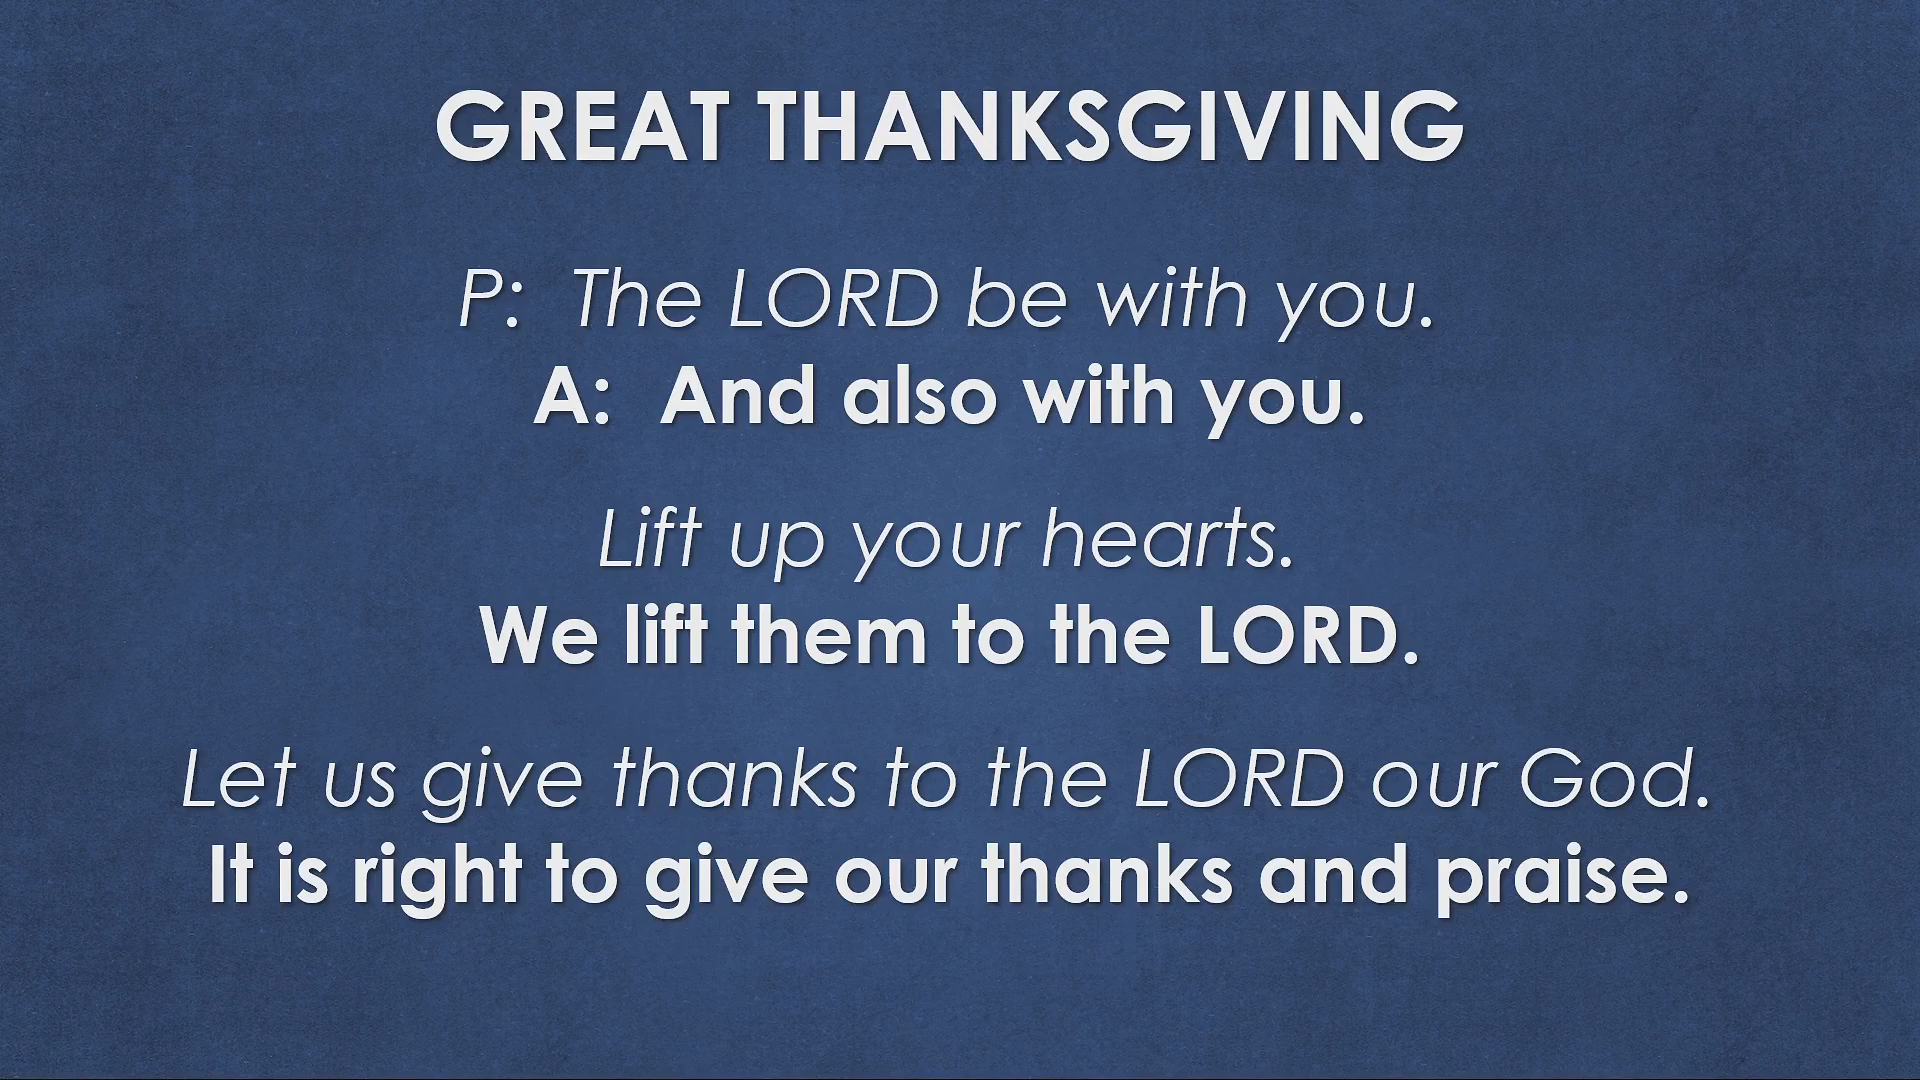 GREAT THANKSGIVING
P:  The LORD be with you.
A:  And also with you.
Lift up your hearts.
We lift them to the LORD.
Let us give thanks to the LORD our God.
It is right to give our thanks and praise.